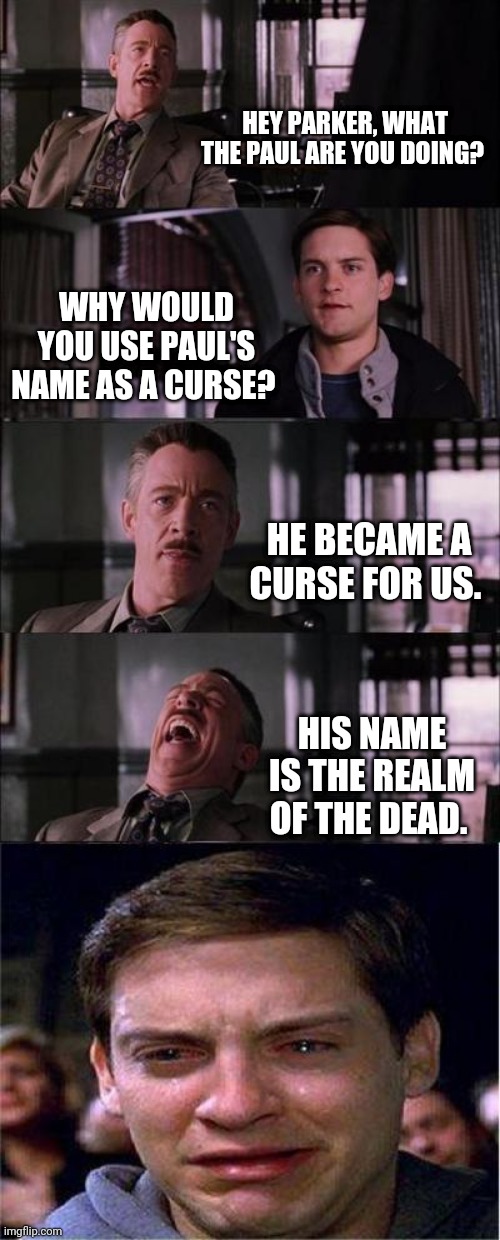 HEY PARKER, WHAT
THE PAUL ARE YOU DOING?
WHY WOULD
YOU USE PAUL'S
NAME AS A CURSE?
HE BECAME A
CURSE FOR US.
HIS NAME
IS THE REALM
OF THE DEAD.
imgflip.com